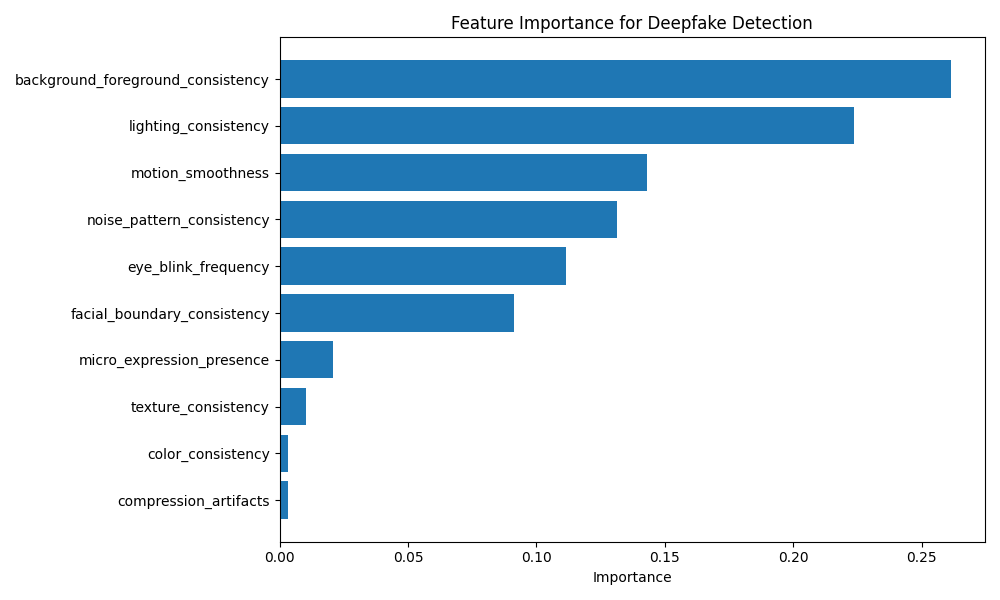 Feature Importance for Deepfake Detection
background_foreground_consistency
lighting_consistency
motion_smoothness
noise_pattern_consistency
eye_blink_frequency
facial_boundary_consistency
micro_expression_presence
texture_consistency
color_consistency
compression_artifacts
0.00 0.05 0.10 0.15 0.20 0.25
Importance